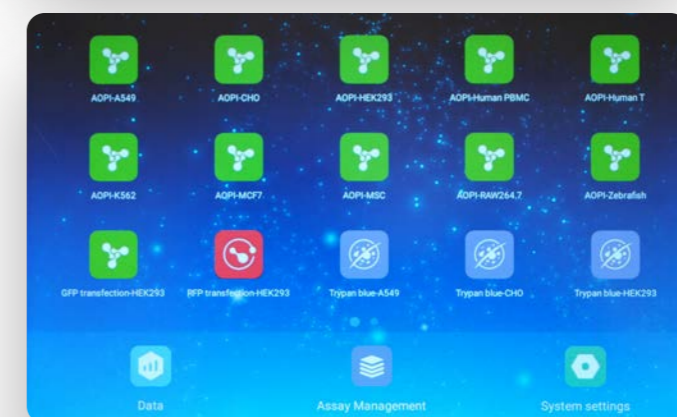 AOPI-A549
AOPI-CHO
AOPI-HEK293
AOPI-Human PBMC
AOPI-Human T
AOPI-K562
AOPI-MCF7
AOPI-MSC
AOPI-RAW264.7
AOPI-Zebrafish
GFP transfection-HEK293
RFP transfection-HEK293
Trypan blue-A549
Trypan blue-CHO
Trypan blue-HEK293
Data
Assay Management
System settings